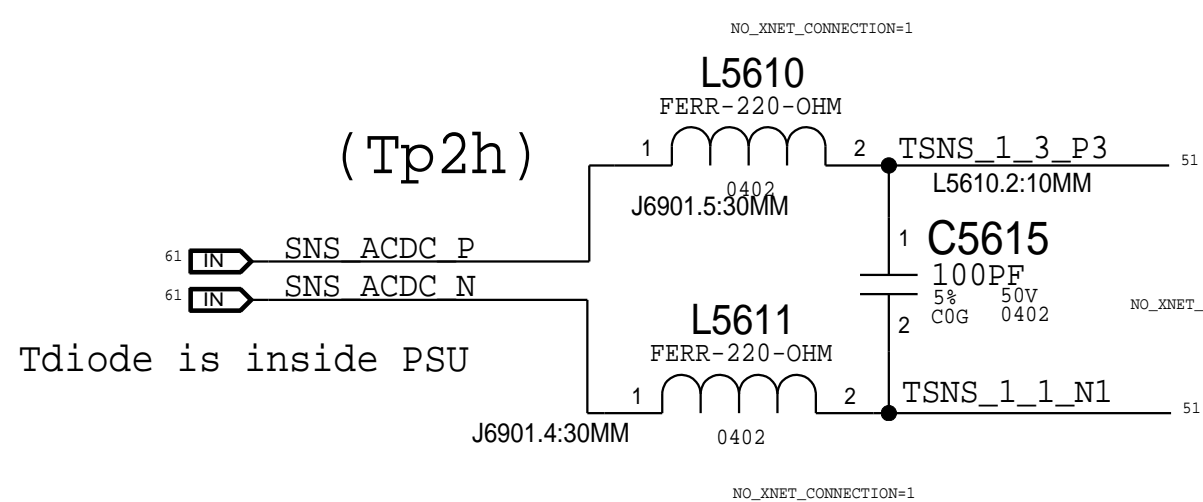 NO_XNET_CONNECTION=1
L5610
FERR-220-OHM
(Tp2h)
1
2
TSNS_1_3_P3
51
0402
L5610.2:10MM
J6901.5:30MM
61
IN
SNS_ACDC_P
61
IN
SNS_ACDC_N
1
C5615
100PF
5% 50V
C0G 0402
2
NO_XNET_
Tdiode is inside PSU
L5611
FERR-220-OHM
1
2
TSNS_1_1_N1
51
J6901.4:30MM
0402
NO_XNET_CONNECTION=1